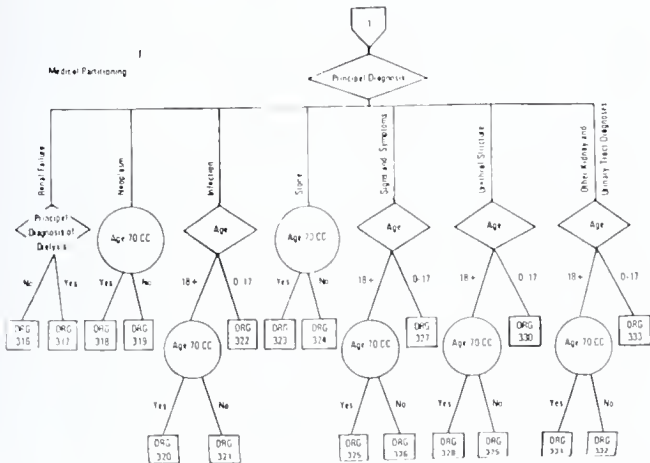 1
Medical Partitioning
Principal Diagnosis
Renal Failure
Neoplasm
Infection
Stone
Signs and Symptoms
Urethral Stricture
Other Kidney and
Urinary Tract Diagnoses
Principal
Diagnosis of
Dialysis
Age 70 CC
Age
Age 70 CC
Age
Age
Age
No
Yes
Yes
No
18+
0-17
Yes
No
18+
0-17
18+
0-17
18+
0-17
DRG
316
DRG
317
DRG
318
DRG
319
Age 70 CC
DRG
322
DRG
323
DRG
324
Age 70 CC
DRG
327
Age 70 CC
DRG
330
Age 70 CC
DRG
333
Yes
No
Yes
No
Yes
No
Yes
No
DRG
320
DRG
321
DRG
325
DRG
326
DRG
328
DRG
329
DRG
331
DRG
332